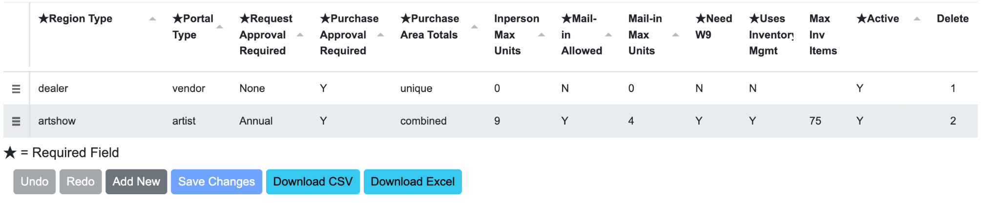 ★Region Type ★Portal Type ★Request Approval Required ★Purchase Approval Required ★Purchase Area Totals Inperson Max Units ★Mail-in Allowed Mail-in Max Units ★Need W9 ★Uses Inventory Mgmt Max Inv Items ★Active Delete
dealer vendor None Y unique 0 N 0 N N Y 1
artshow artist Annual Y combined 9 Y 4 Y Y 75 Y 2
★ = Required Field
Undo Redo Add New Save Changes Download CSV Download Excel